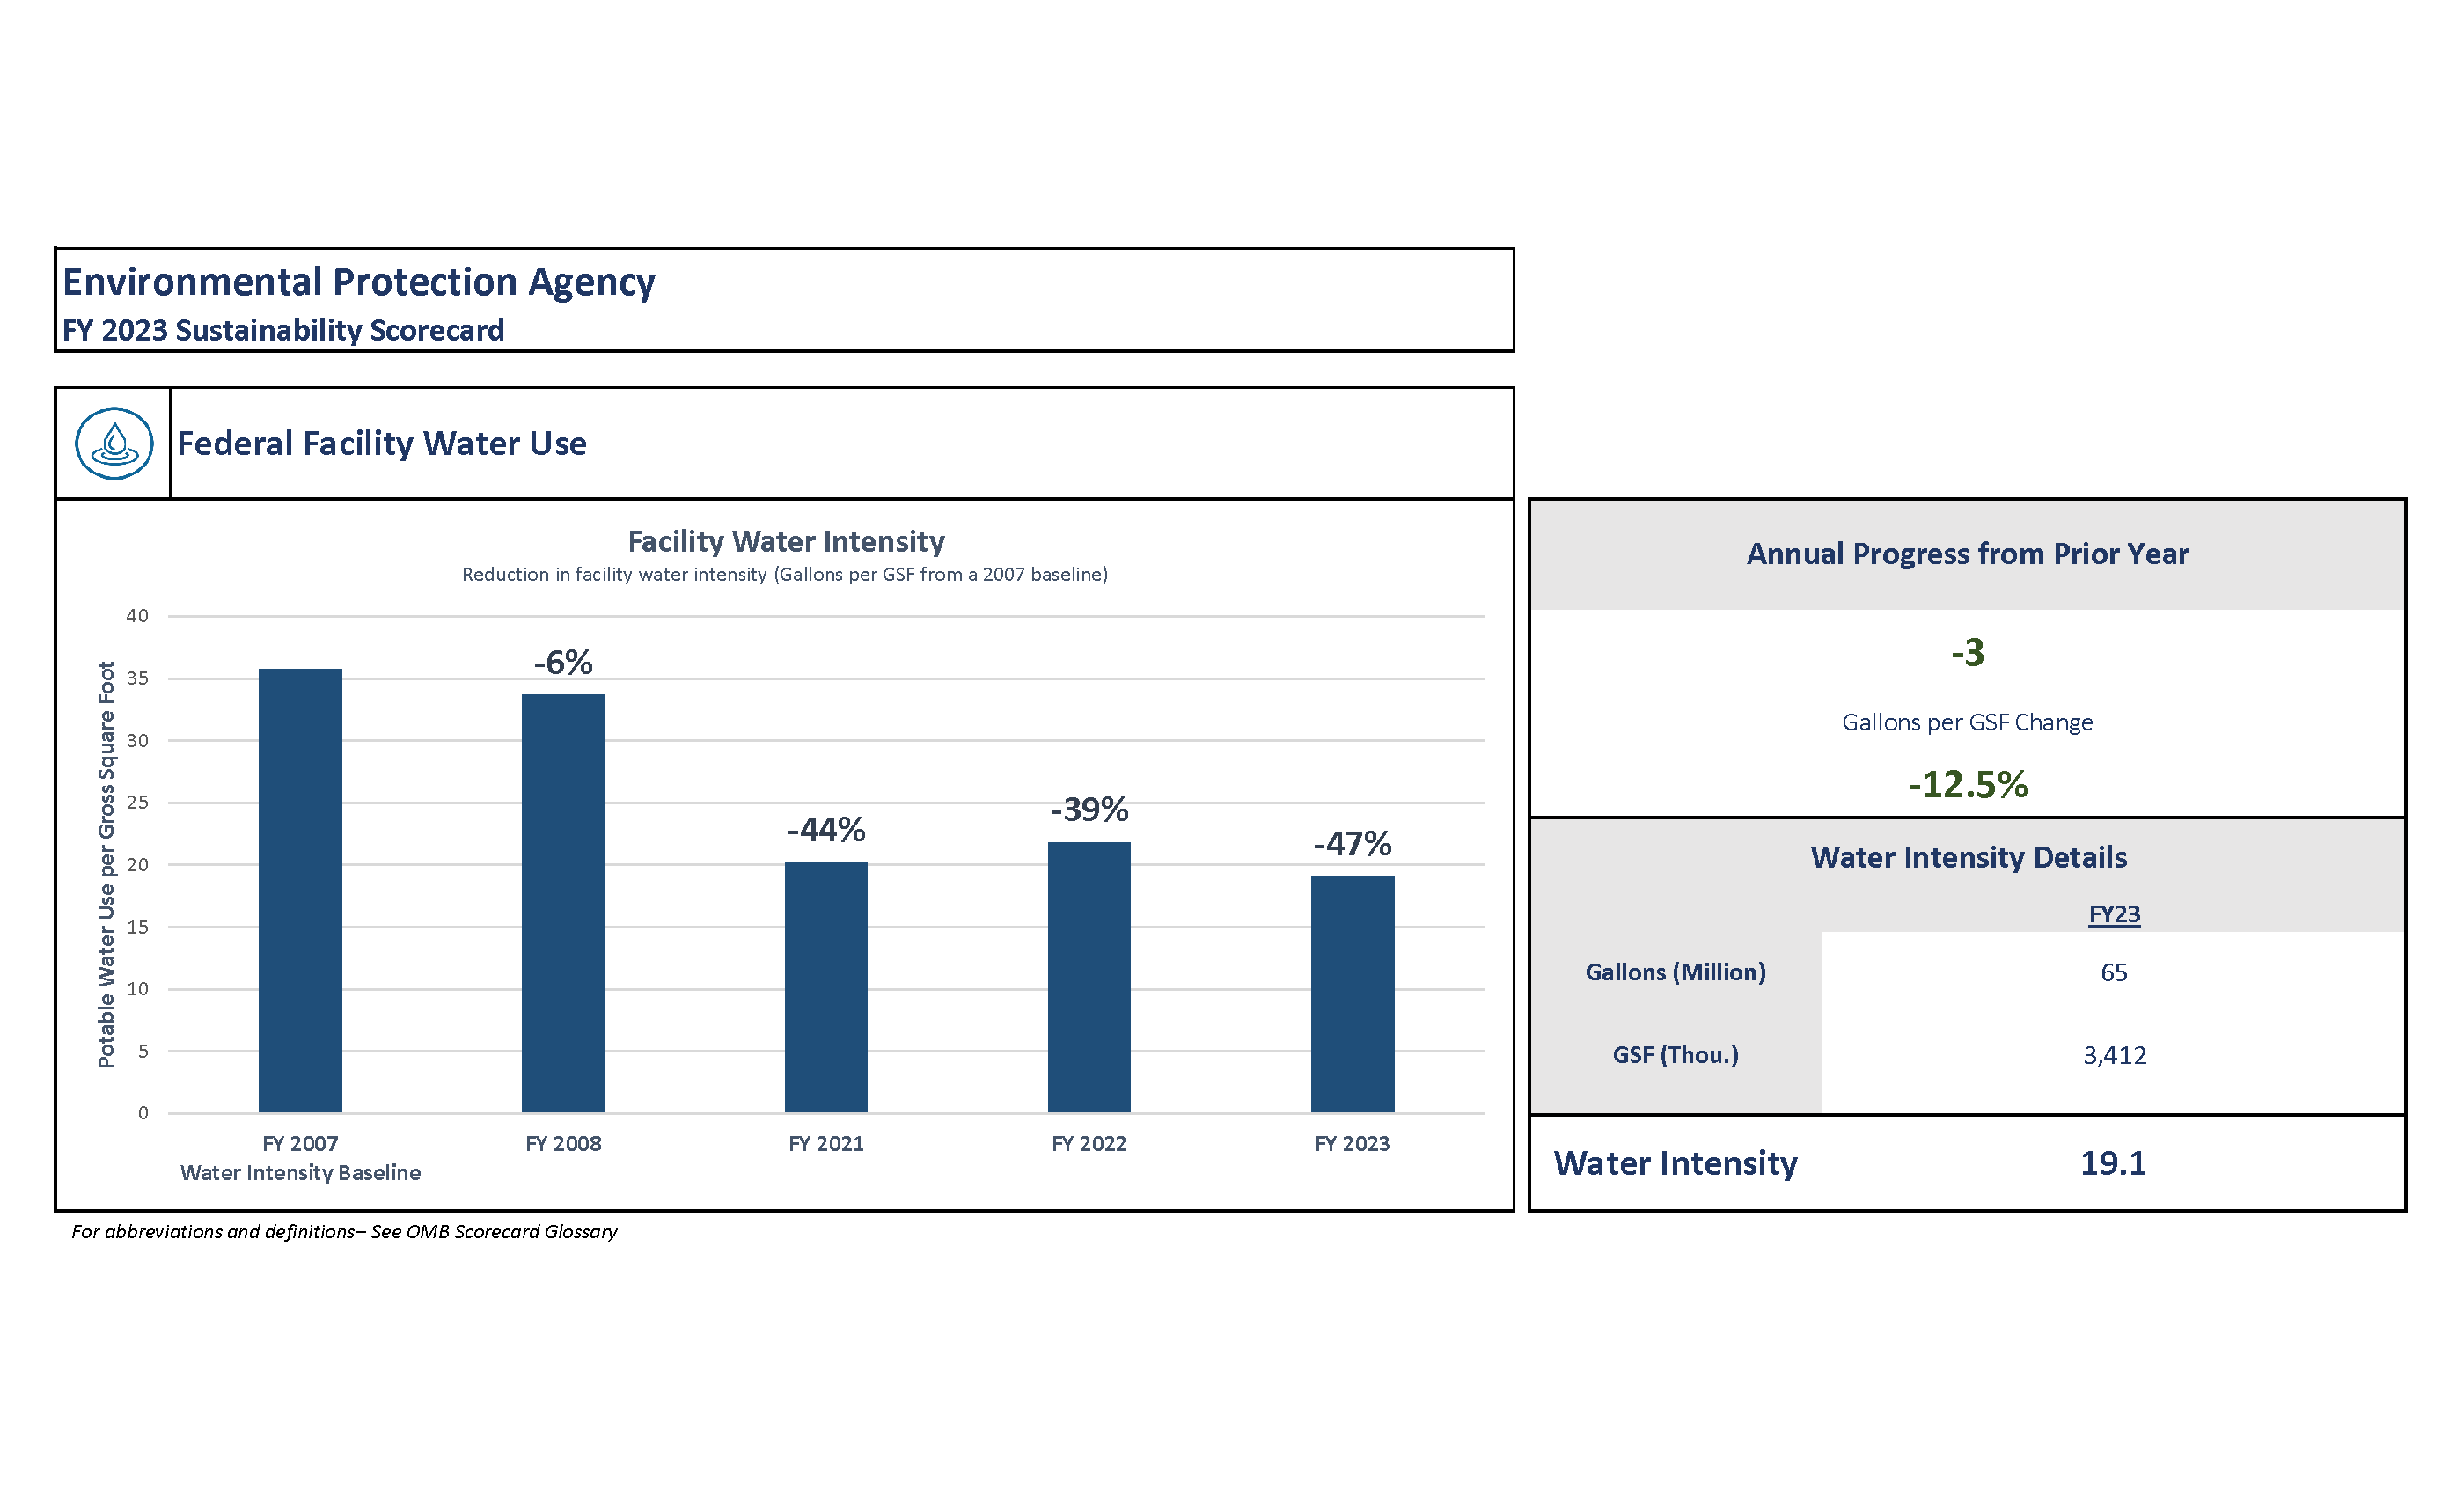 Environmental Protection Agency
FY 2023 Sustainability Scorecard
Federal Facility Water Use
Facility Water Intensity
Reduction in facility water intensity (Gallons per GSF from a 2007 baseline)
Potable Water Use per Gross Square Foot
40
35
30
25
20
15
10
5
0
-6%
-44%
-39%
-47%
FY 2007
Water Intensity Baseline
FY 2008
FY 2021
FY 2022
FY 2023
Annual Progress from Prior Year
-3
Gallons per GSF Change
-12.5%
Water Intensity Details
FY23
Gallons (Million) 65
GSF (Thou.) 3,412
Water Intensity 19.1
For abbreviations and definitions– See OMB Scorecard Glossary